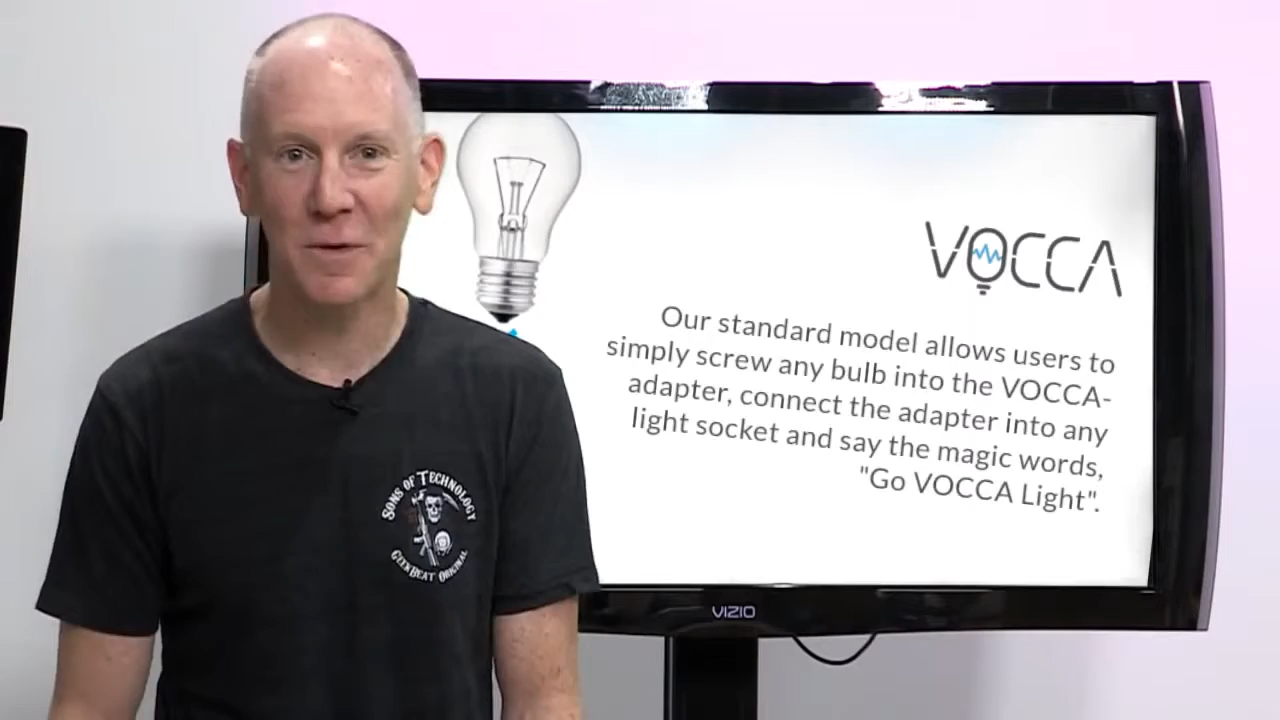 VOCCA
Our standard model allows users to
simply screw any bulb into the VOCCA-
adapter, connect the adapter into any
light socket and say the magic words,
"Go VOCCA Light".
SONS OF TECHNOLOGY
GEEKBEAT ORIGINAL
VIZIO